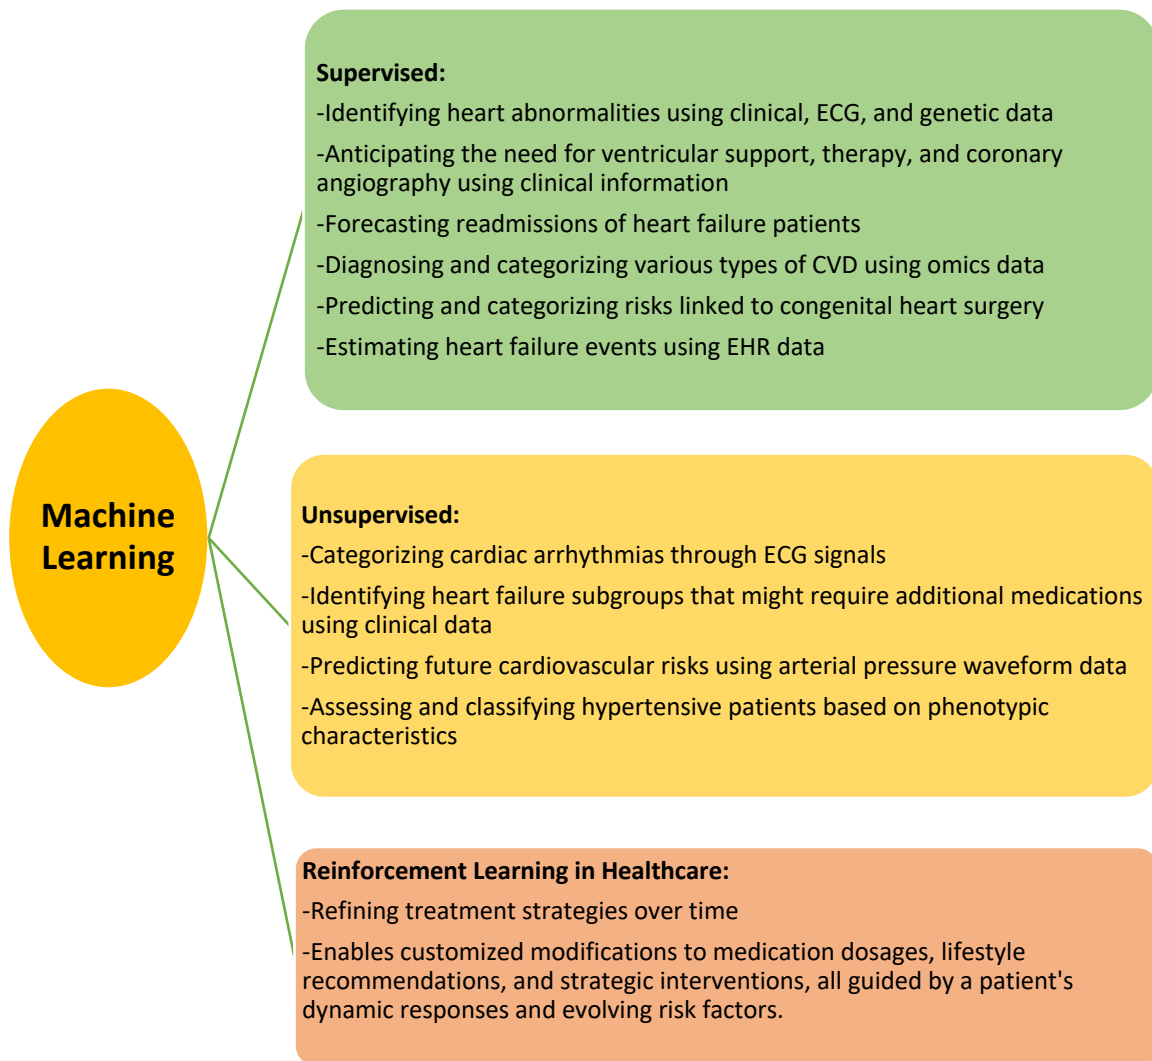 Supervised:
-Identifying heart abnormalities using clinical, ECG, and genetic data
-Anticipating the need for ventricular support, therapy, and coronary
angiography using clinical information
-Forecasting readmissions of heart failure patients
-Diagnosing and categorizing various types of CVD using omics data
-Predicting and categorizing risks linked to congenital heart surgery
-Estimating heart failure events using EHR data
Machine
Learning
Unsupervised:
-Categorizing cardiac arrhythmias through ECG signals
-Identifying heart failure subgroups that might require additional medications
using clinical data
-Predicting future cardiovascular risks using arterial pressure waveform data
-Assessing and classifying hypertensive patients based on phenotypic
characteristics
Reinforcement Learning in Healthcare:
-Refining treatment strategies over time
-Enables customized modifications to medication dosages, lifestyle
recommendations, and strategic interventions, all guided by a patient's
dynamic responses and evolving risk factors.